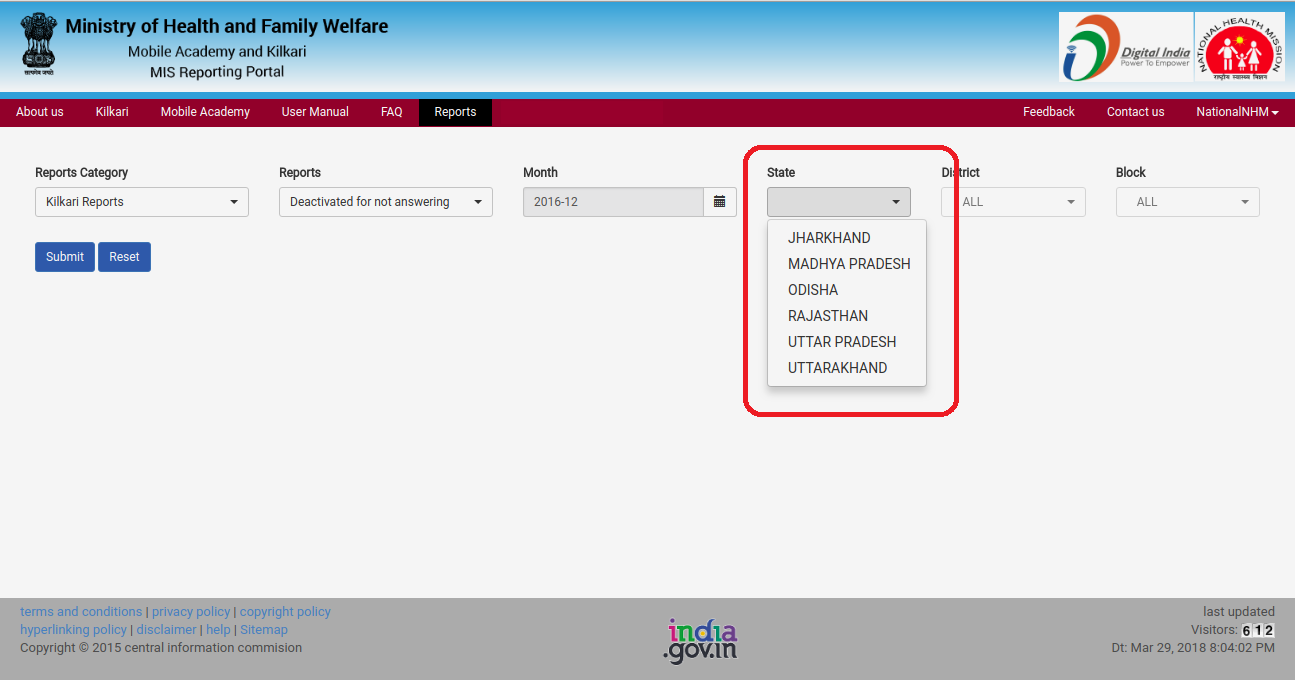 Ministry of Health and Family Welfare
Mobile Academy and Kilkari
MIS Reporting Portal
सत्यमेव जयते
Digital India
Power To Empower
NATIONAL HEALTH MISSION
राष्ट्रीय स्वास्थ्य मिशन
About us Kilkari Mobile Academy User Manual FAQ Reports Feedback Contact us NationalNHM
Reports Category Reports Month State District Block
Kilkari Reports Deactivated for not answering 2016-12 ALL ALL
JHARKHAND
MADHYA PRADESH
ODISHA
RAJASTHAN
UTTAR PRADESH
UTTARAKHAND
Submit Reset
terms and conditions | privacy policy | copyright policy
hyperlinking policy | disclaimer | help | Sitemap
Copyright © 2015 central information commision
india
.gov.in
last updated
Visitors: 612
Dt: Mar 29, 2018 8:04:02 PM